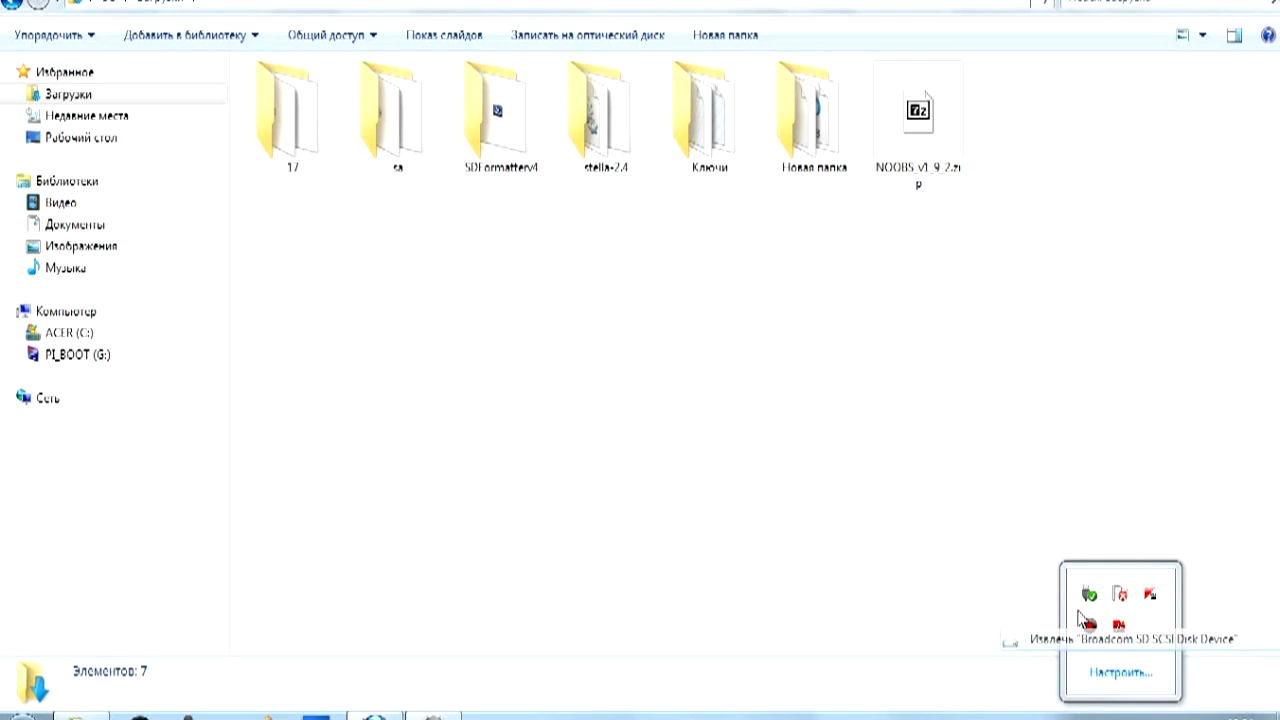 Упорядочить
Добавить в библиотеку
Общий доступ
Показ слайдов
Записать на оптический диск
Новая папка
Избранное
Загрузки
Недавние места
Рабочий стол
Библиотеки
Видео
Документы
Изображения
Музыка
Компьютер
ACER (C:)
PI_BOOT (G:)
Сеть
17
sa
SDFormatterv4
stella-2.4
Ключи
Новая папка
NOOBS_v1_9_2.zi
p
Извлечь "Broadcom SD SCSI Disk Device"
Настроить...
Элементов: 7